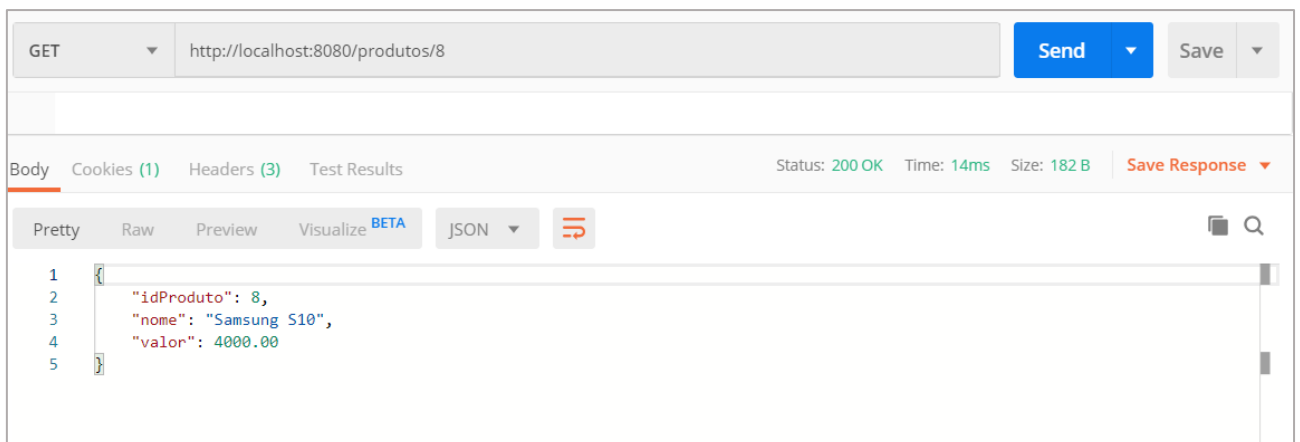 GET http://localhost:8080/produtos/8 Send Save
Body Cookies (1) Headers (3) Test Results Status: 200 OK Time: 14ms Size: 182 B Save Response
Pretty Raw Preview Visualize BETA JSON
1 {
2 "idProduto": 8,
3 "nome": "Samsung S10",
4 "valor": 4000.00
5 }